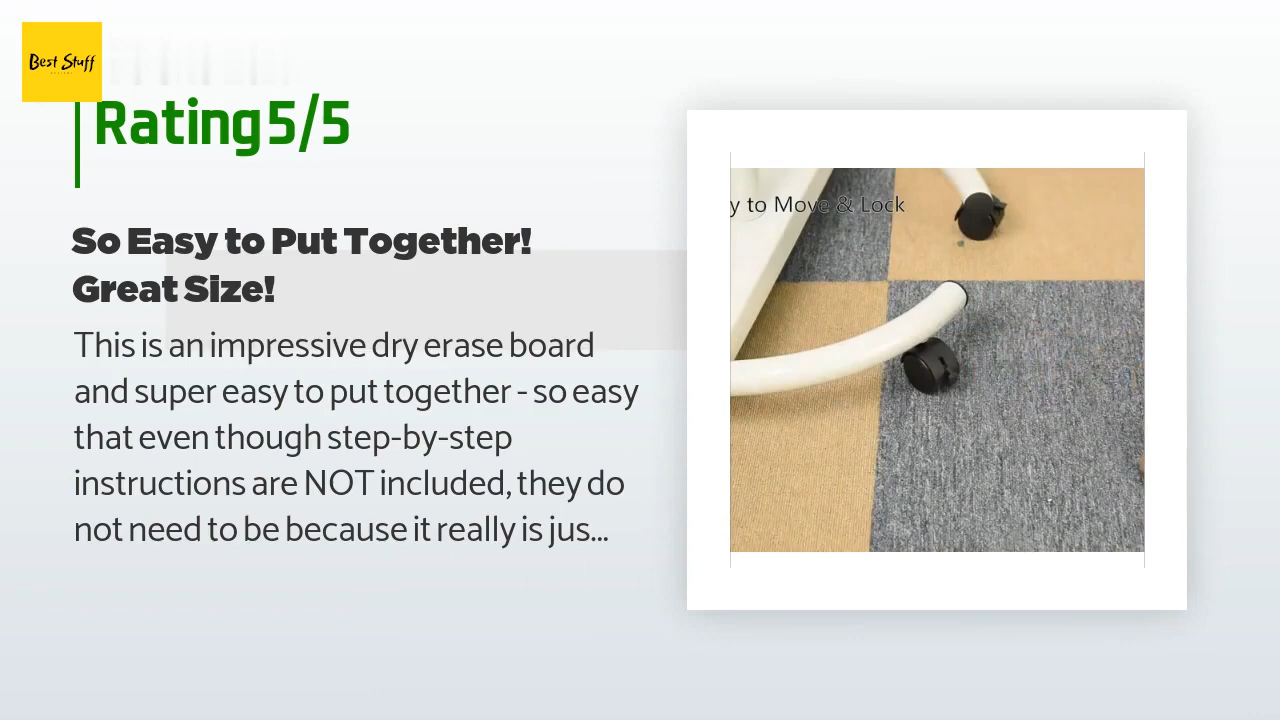 Best Stuff
Rating 5/5
So Easy to Put Together!
Great Size!
This is an impressive dry erase board
and super easy to put together - so easy
that even though step-by-step
instructions are NOT included, they do
not need to be because it really is jus...
y to Move & Lock